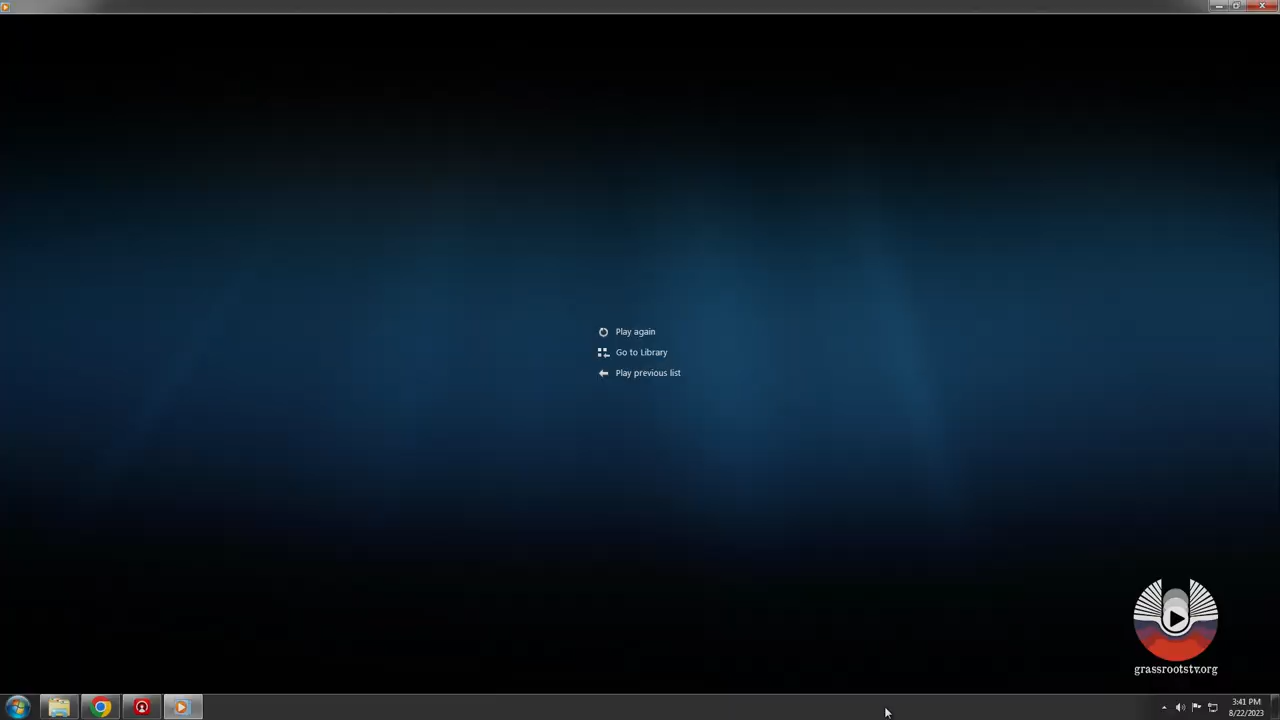 Play again
Go to Library
Play previous list
grassrootstv.org
3:41 PM
8/22/2023